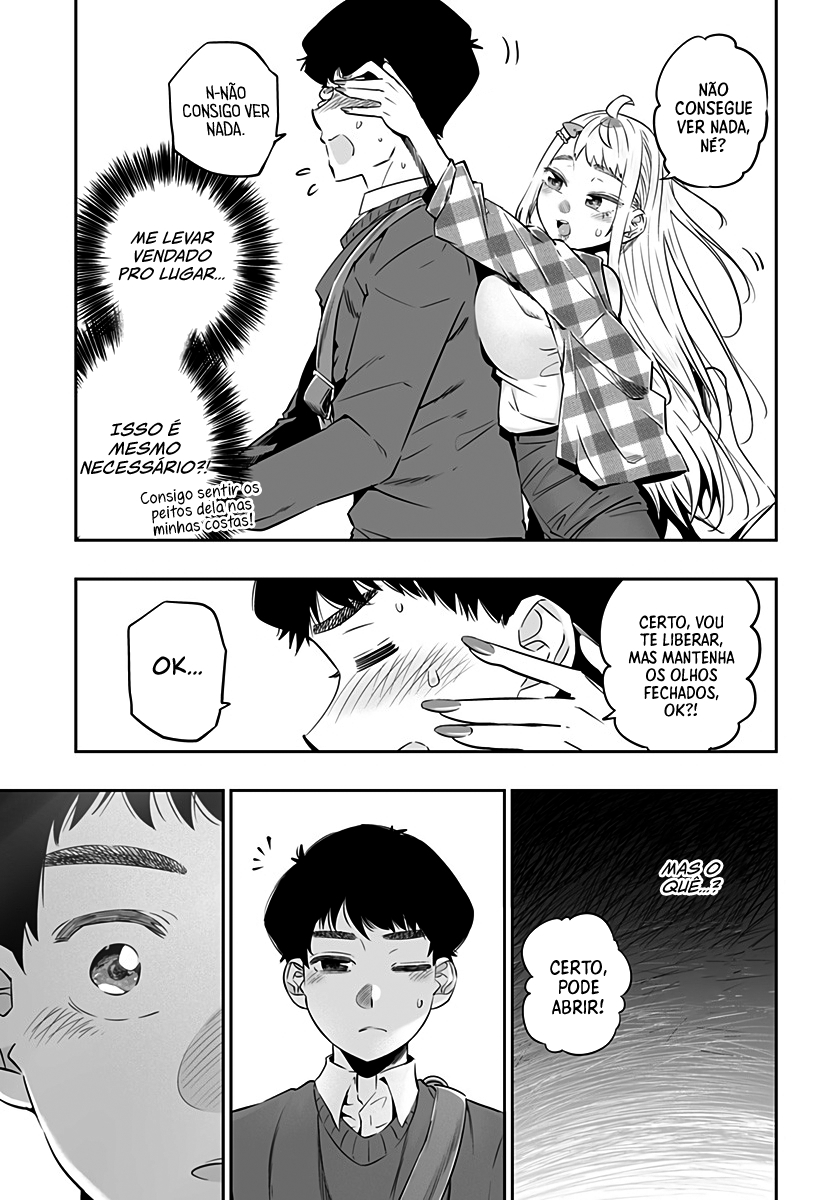 NÃO
CONSEGUE
VER NADA,
NÉ?
N-NÃO
CONSIGO VER
NADA.
ME LEVAR
VENDADO
PRO LUGAR...
ISSO É
MESMO
NECESSÁRIO?!
Consigo sentir os
peitos dela nas
minhas costas!
CERTO, VOU
TE LIBERAR,
MAS MANTENHA
OS OLHOS
FECHADOS,
OK?!
OK...
MAS O
QUÊ...?
CERTO,
PODE
ABRIR!